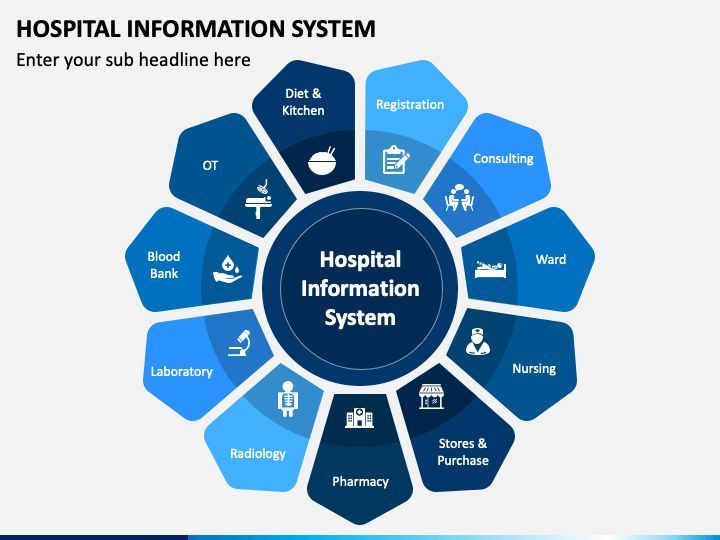 HOSPITAL INFORMATION SYSTEM
Enter your sub headline here
Diet &
Kitchen
Registration
Consulting
Ward
Nursing
Stores &
Purchase
Pharmacy
Radiology
Laboratory
Blood
Bank
OT
Hospital
Information
System